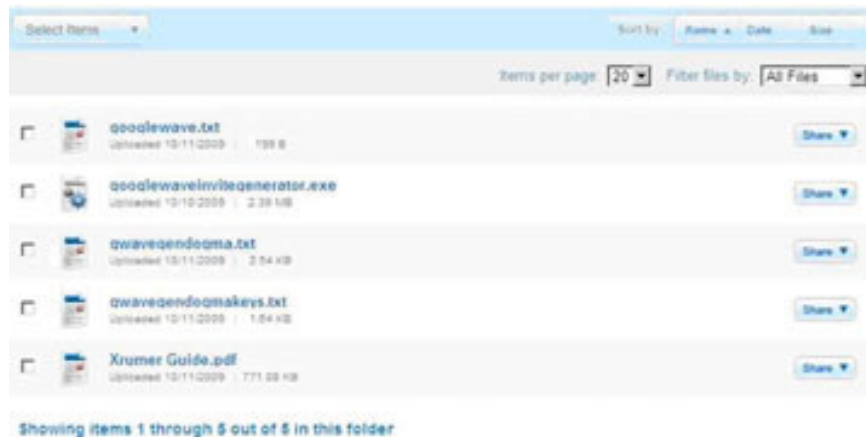 Select Items
Sort by: Name ▲ Date Size
Items per page: 20 Filter files by: All Files
googlewave.txt Share ▼
Uploaded 10/11/2009 |
googlewaveinvitegenerator.exe Share ▼
Uploaded 10/10/2009 | 2.39 MB
gwavegendogma.txt Share ▼
Uploaded 10/11/2009 | 2.54 KB
gwavegendogmakeys.txt Share ▼
Uploaded 10/11/2009 | 1.64 KB
Xrumer Guide.pdf Share ▼
Uploaded 10/11/2009 | KB
Showing items 1 through 5 out of 5 in this folder